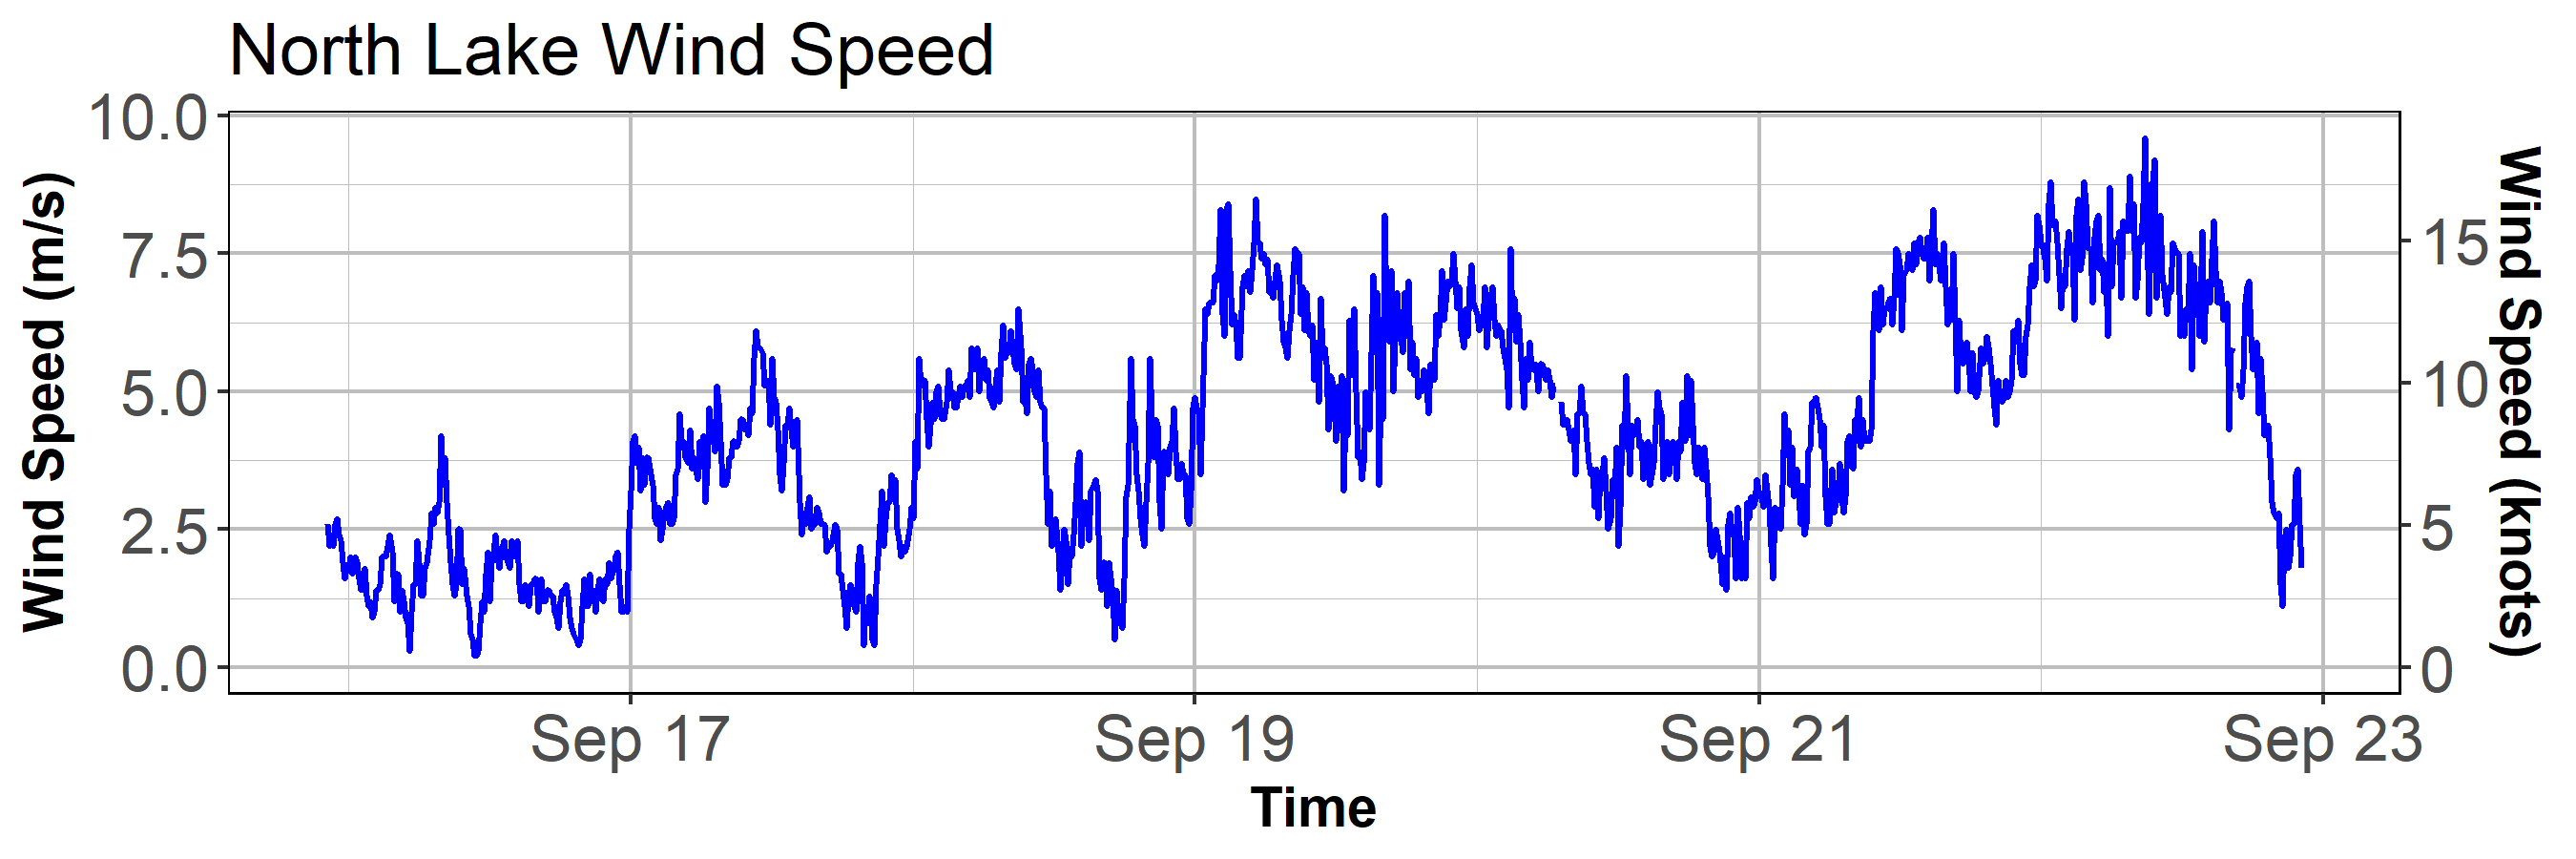 North Lake Wind Speed
10.0
7.5
5.0
2.5
0.0
Wind Speed (m/s)
15
10
5
0
Wind Speed (knots)
Sep 17
Sep 19
Sep 21
Sep 23
Time